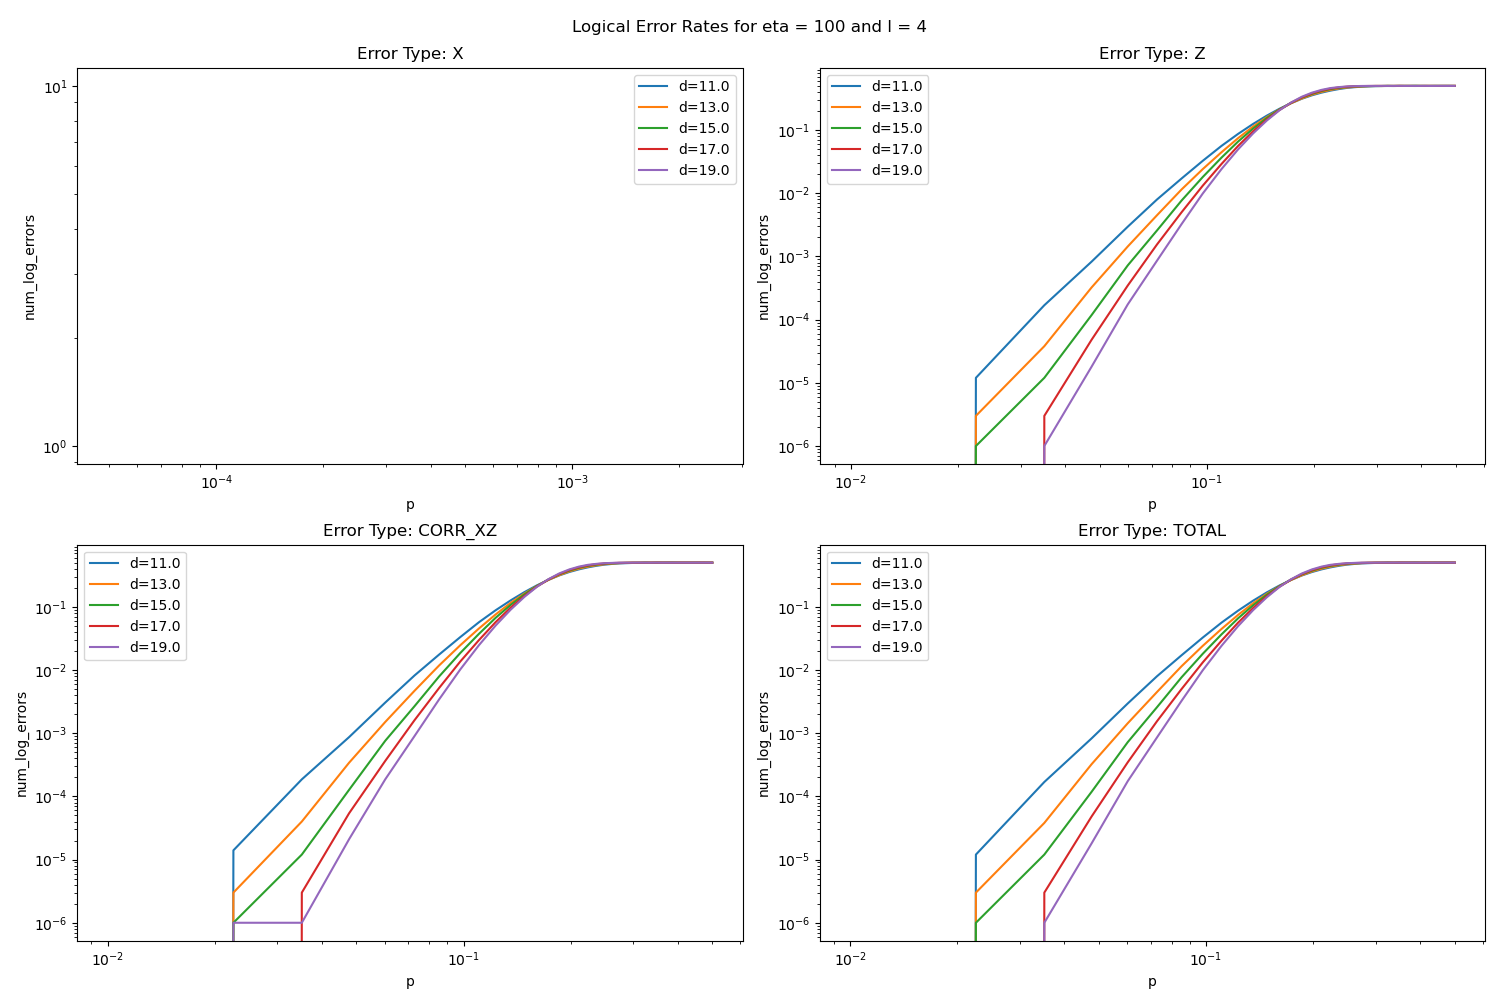 Logical Error Rates for eta = 100 and l = 4
Error Type: X
num_log_errors
10¹
10⁰
10⁻⁴
10⁻³
p
d=11.0
d=13.0
d=15.0
d=17.0
d=19.0
Error Type: Z
num_log_errors
10⁻¹
10⁻²
10⁻³
10⁻⁴
10⁻⁵
10⁻⁶
10⁻²
10⁻¹
p
d=11.0
d=13.0
d=15.0
d=17.0
d=19.0
Error Type: CORR_XZ
num_log_errors
10⁻¹
10⁻²
10⁻³
10⁻⁴
10⁻⁵
10⁻⁶
10⁻²
10⁻¹
p
d=11.0
d=13.0
d=15.0
d=17.0
d=19.0
Error Type: TOTAL
num_log_errors
10⁻¹
10⁻²
10⁻³
10⁻⁴
10⁻⁵
10⁻⁶
10⁻²
10⁻¹
p
d=11.0
d=13.0
d=15.0
d=17.0
d=19.0